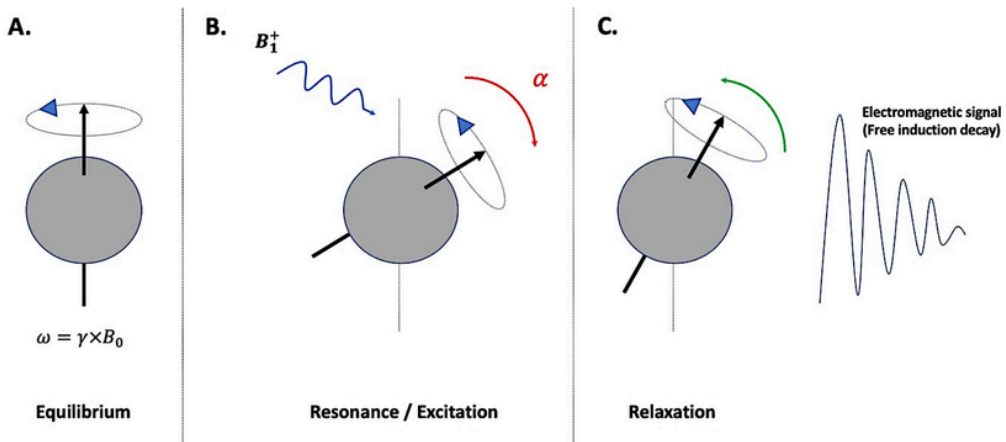 A.
B.
C.
B₁⁺
α
Electromagnetic signal
(Free induction decay)
ω = γ×B₀
Equilibrium
Resonance / Excitation
Relaxation